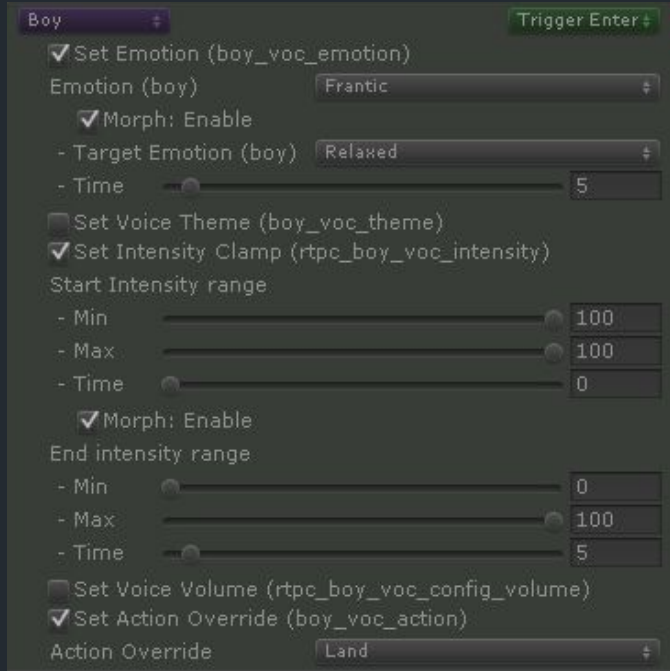 Boy Trigger Enter
Set Emotion (boy_voc_emotion)
Emotion (boy) Frantic
Morph: Enable
- Target Emotion (boy) Relaxed
- Time 5
Set Voice Theme (boy_voc_theme)
Set Intensity Clamp (rtpc_boy_voc_intensity)
Start Intensity range
- Min 100
- Max 100
- Time 0
Morph: Enable
End intensity range
- Min 0
- Max 100
- Time 5
Set Voice Volume (rtpc_boy_voc_config_volume)
Set Action Override (boy_voc_action)
Action Override Land